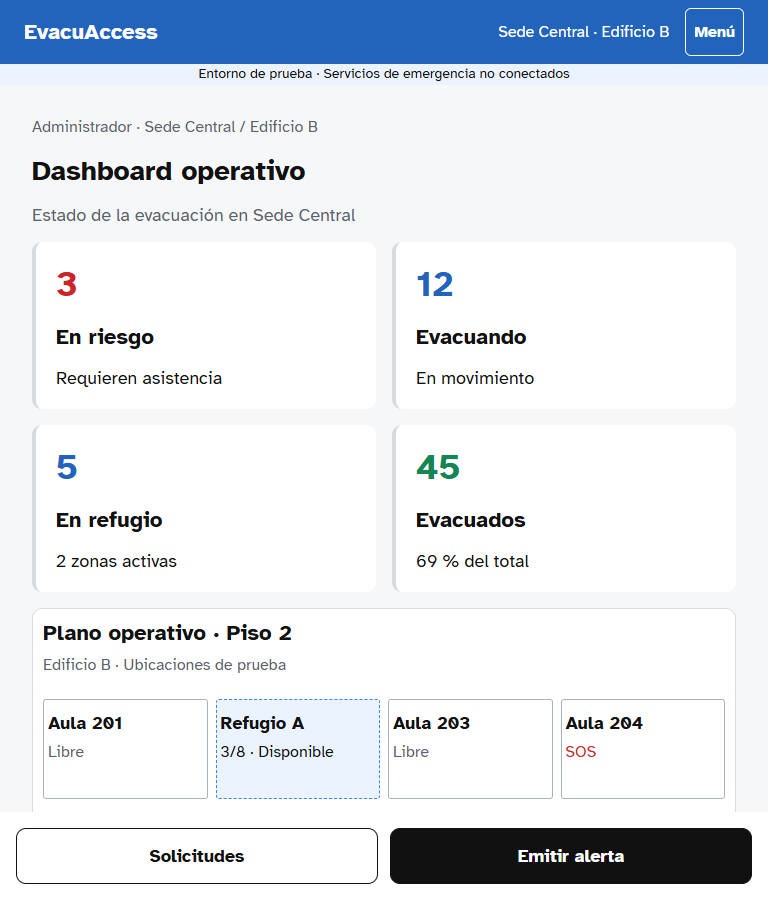 EvacuAccess
Sede Central · Edificio B
Menú
Entorno de prueba · Servicios de emergencia no conectados
Administrador · Sede Central / Edificio B
Dashboard operativo
Estado de la evacuación en Sede Central
3
En riesgo
Requieren asistencia
12
Evacuando
En movimiento
5
En refugio
2 zonas activas
45
Evacuados
69 % del total
Plano operativo · Piso 2
Edificio B · Ubicaciones de prueba
Aula 201
Libre
Refugio A
3/8 · Disponible
Aula 203
Libre
Aula 204
SOS
Solicitudes
Emitir alerta